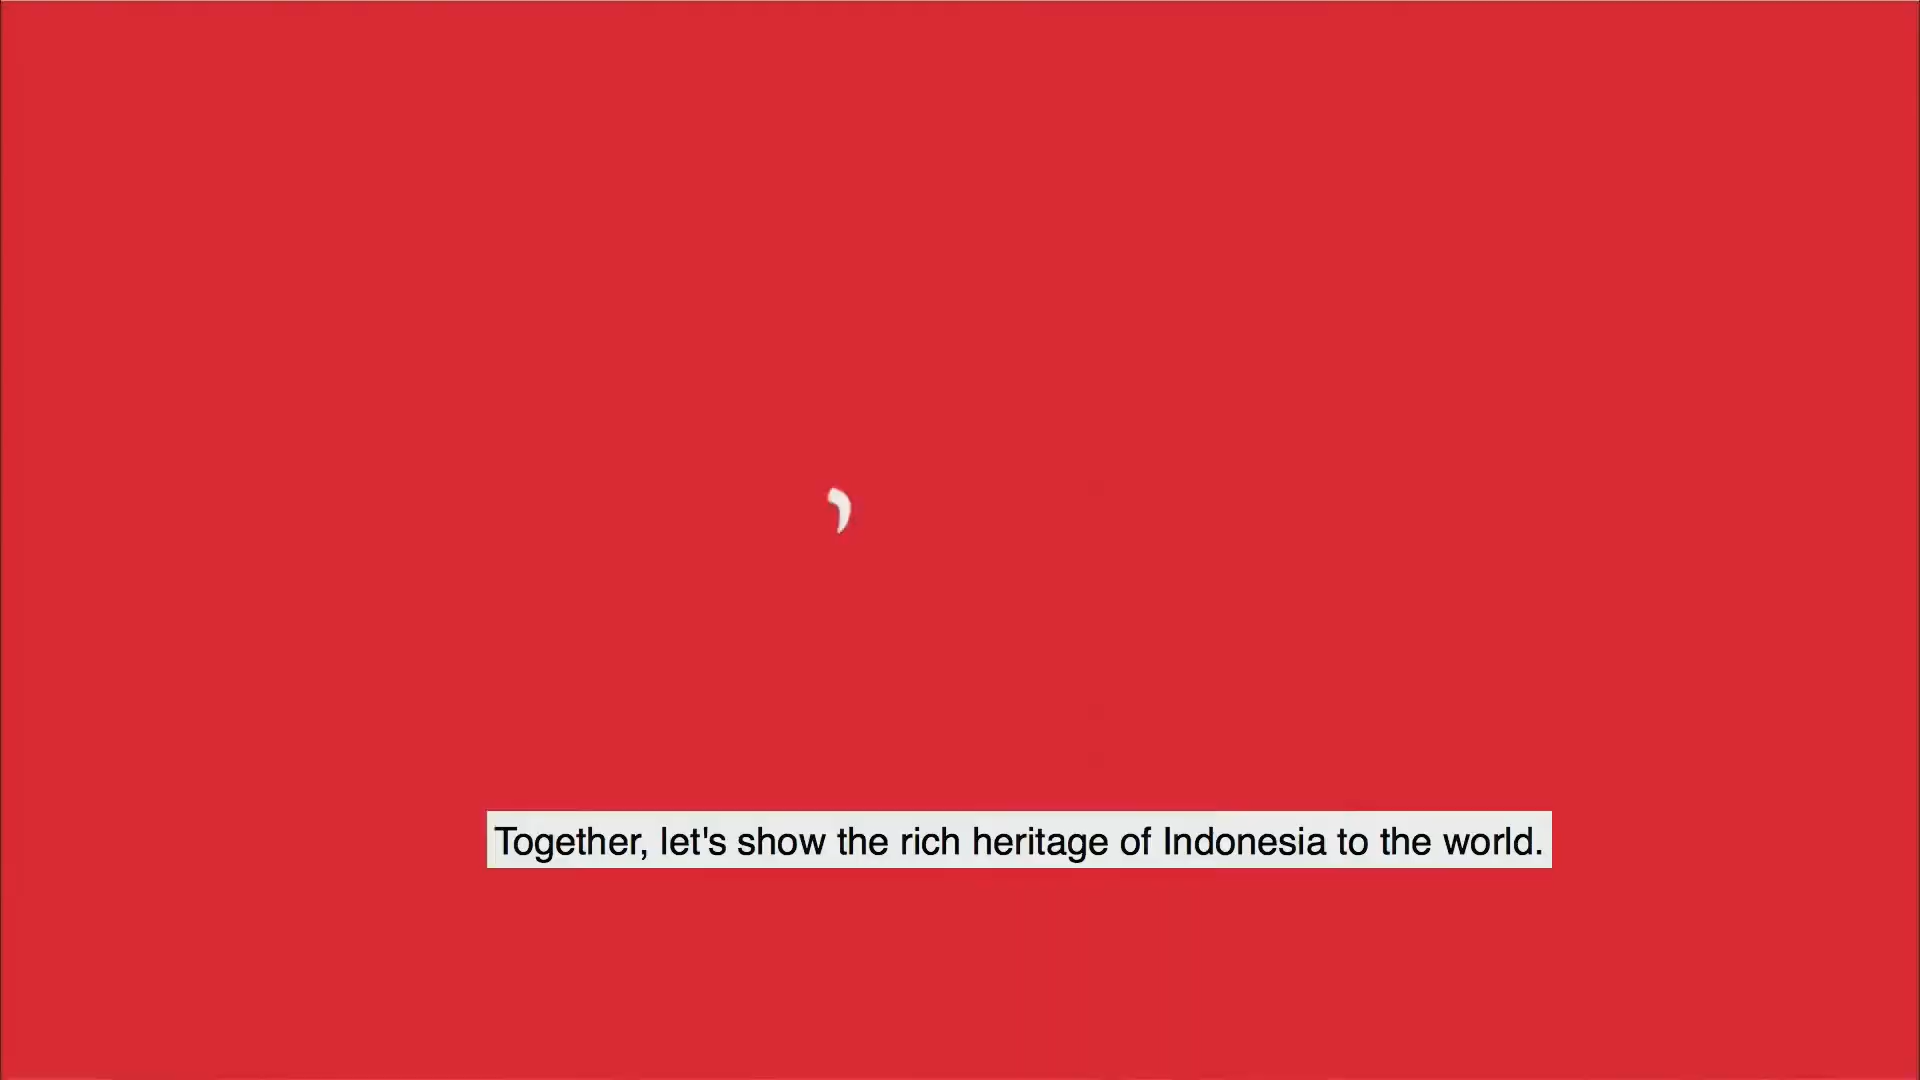 Together, let's show the rich heritage of Indonesia to the world.